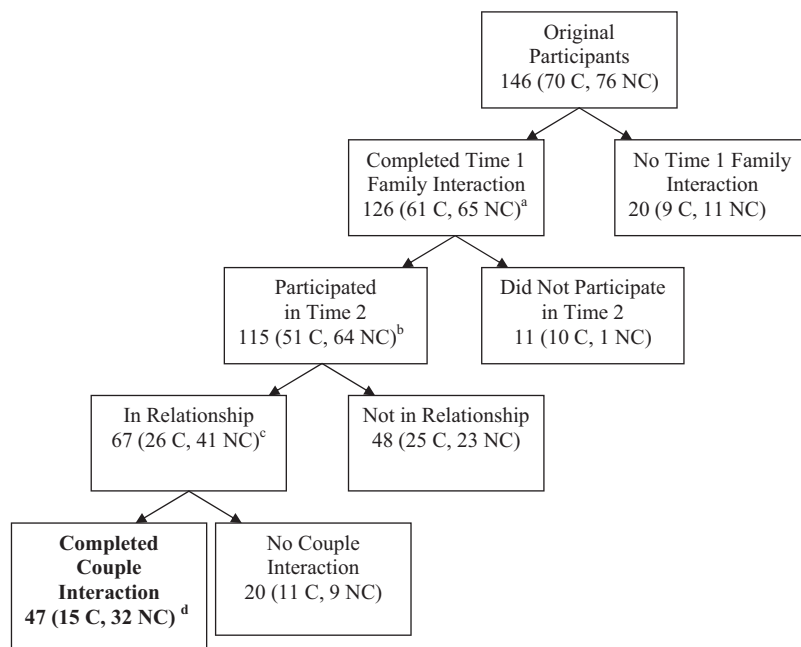 Original
Participants
146 (70 C, 76 NC)
Completed Time 1
Family Interaction
126 (61 C, 65 NC)a
No Time 1 Family
Interaction
20 (9 C, 11 NC)
Participated
in Time 2
115 (51 C, 64 NC)b
Did Not Participate
in Time 2
11 (10 C, 1 NC)
In Relationship
67 (26 C, 41 NC)c
Not in Relationship
48 (25 C, 23 NC)
Completed
Couple
Interaction
47 (15 C, 32 NC) d
No Couple
Interaction
20 (11 C, 9 NC)